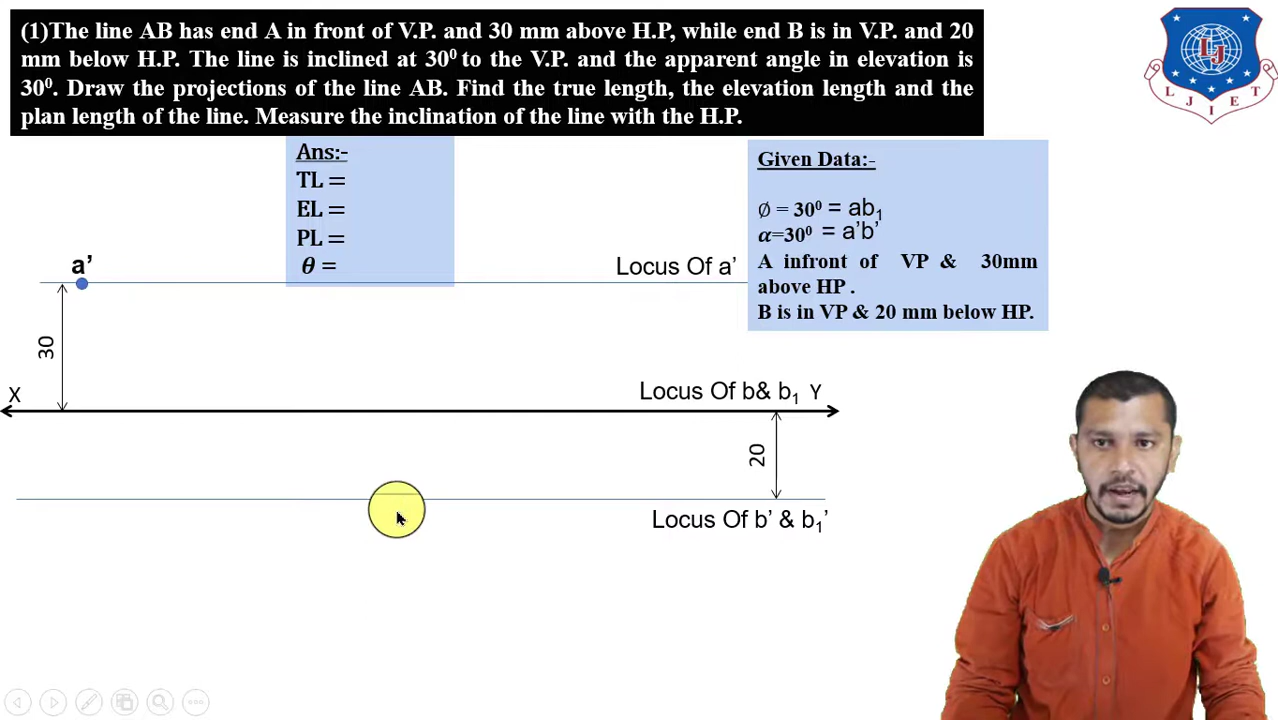 (1)The line AB has end A in front of V.P. and 30 mm above H.P, while end B is in V.P. and 20
mm below H.P. The line is inclined at 30⁰ to the V.P. and the apparent angle in elevation is
30⁰. Draw the projections of the line AB. Find the true length, the elevation length and the
plan length of the line. Measure the inclination of the line with the H.P.
LJIET
Ans:-
TL =
EL =
PL =
θ =
Given Data:-
∅ = 30⁰ = ab₁
α=30⁰ = a’b’
A infront of VP & 30mm
above HP .
B is in VP & 20 mm below HP.
a’
Locus Of a’
30
X
Locus Of b& b₁ Y
20
Locus Of b’ & b₁’